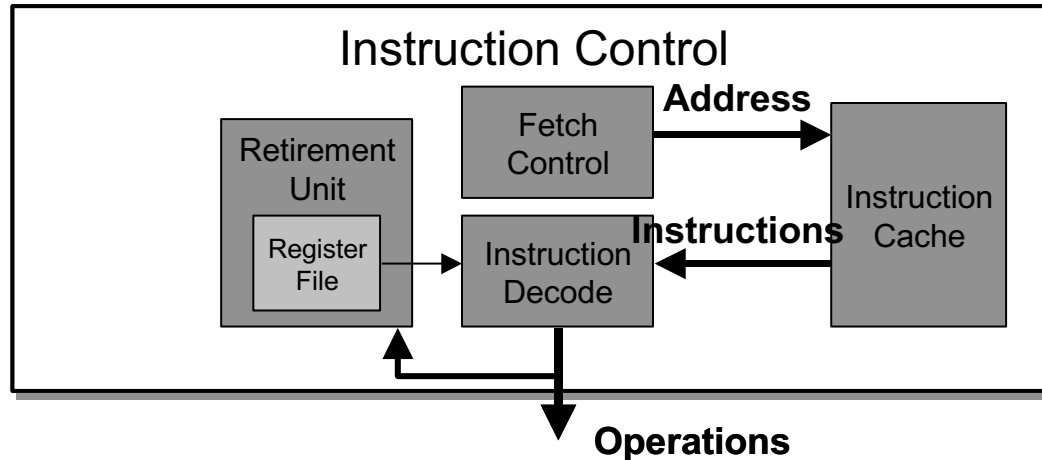 Instruction Control
Address
Fetch
Control
Retirement
Unit
Instruction
Cache
Instructions
Register
File
Instruction
Decode
Operations